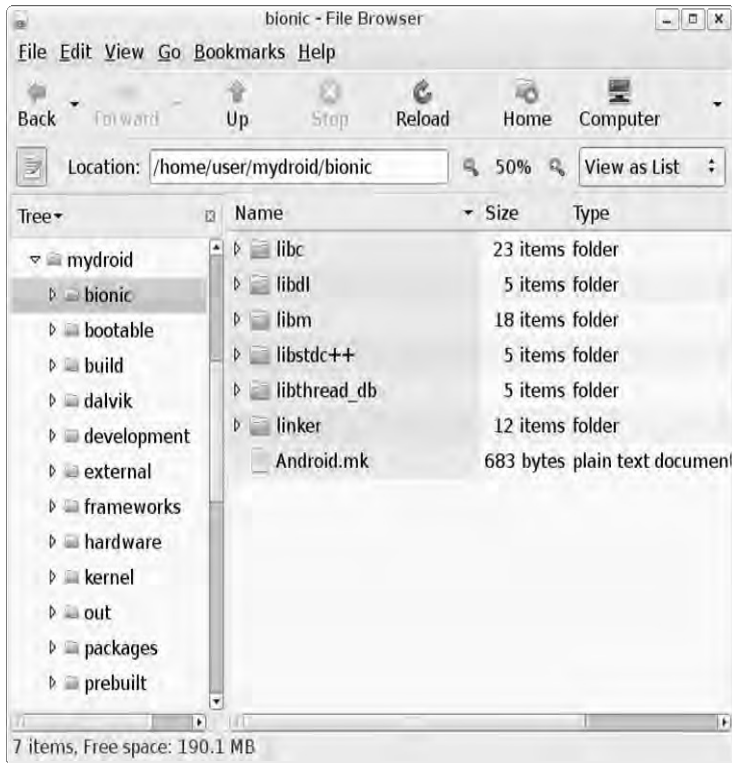 bionic - File Browser
File Edit View Go Bookmarks Help
Back Forward Up Stop Reload Home Computer
Location: /home/user/mydroid/bionic 50% View as List
Tree Name Size Type
mydroid
bionic
bootable
build
dalvik
development
external
frameworks
hardware
kernel
out
packages
prebuilt
libc 23 items folder
libdl 5 items folder
libm 18 items folder
libstdc++ 5 items folder
libthread_db 5 items folder
linker 12 items folder
Android.mk 683 bytes plain text document
7 items, Free space: 190.1 MB